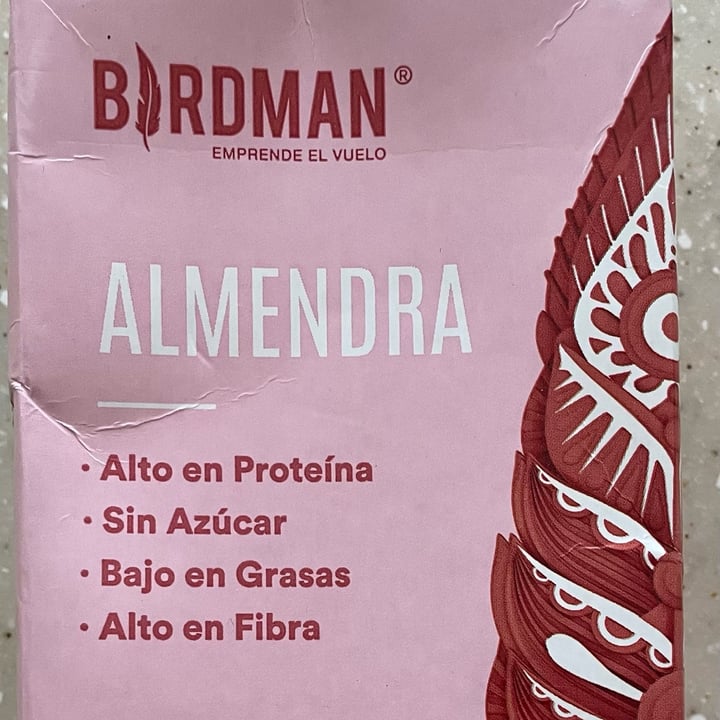 BIRDMAN®
EMPRENDE EL VUELO
ALMENDRA
• Alto en Proteína
• Sin Azúcar
• Bajo en Grasas
• Alto en Fibra